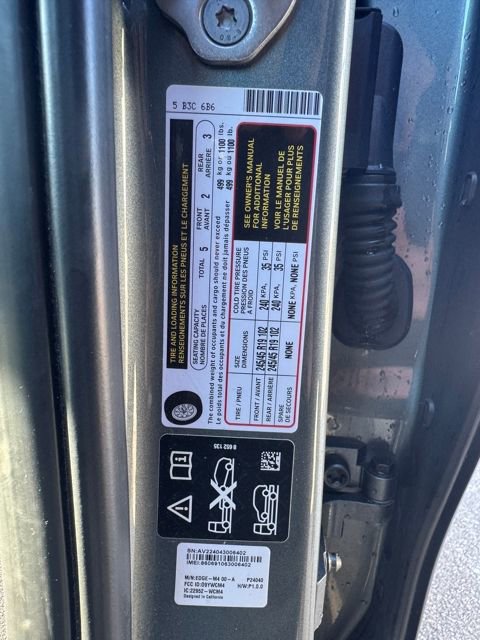 5 B3C 6B6
TIRE AND LOADING INFORMATION
RENSEIGNEMENTS SUR LES PNEUS ET LE CHARGEMENT
SEATING CAPACITY TOTAL 5 FRONT 2 REAR 3
NOMBRE DE PLACES AVANT ARRIÈRE
The combined weight of occupants and cargo should never exceed 499 kg or 1100 lbs.
Le poids total des occupants et du chargement ne doit jamais dépasser 499 kg ou 1100 lb.
TIRE / PNEU SIZE COLD TIRE PRESSURE
DIMENSIONS PRESSION DES PNEUS
A FROID
FRONT / AVANT 245/45 R19 102 240 KPA, 35 PSI
REAR / ARRIÈRE 245/45 R19 102 240 KPA, 35 PSI
SPARE NONE NONE KPA, NONE PSI
DE SECOURS
SEE OWNER'S MANUAL
FOR ADDITIONAL
INFORMATION
VOIR LE MANUEL DE
L'USAGER POUR PLUS
DE RENSEIGNEMENTS
8 652 135
SN:AV224043006402
IMEI:860691063006402
M/N:EDGE-M4 00-A P24040
FCC ID:O9YWCM4 H/W:P1.0.0
IC:22952-WCM4
Designed in California